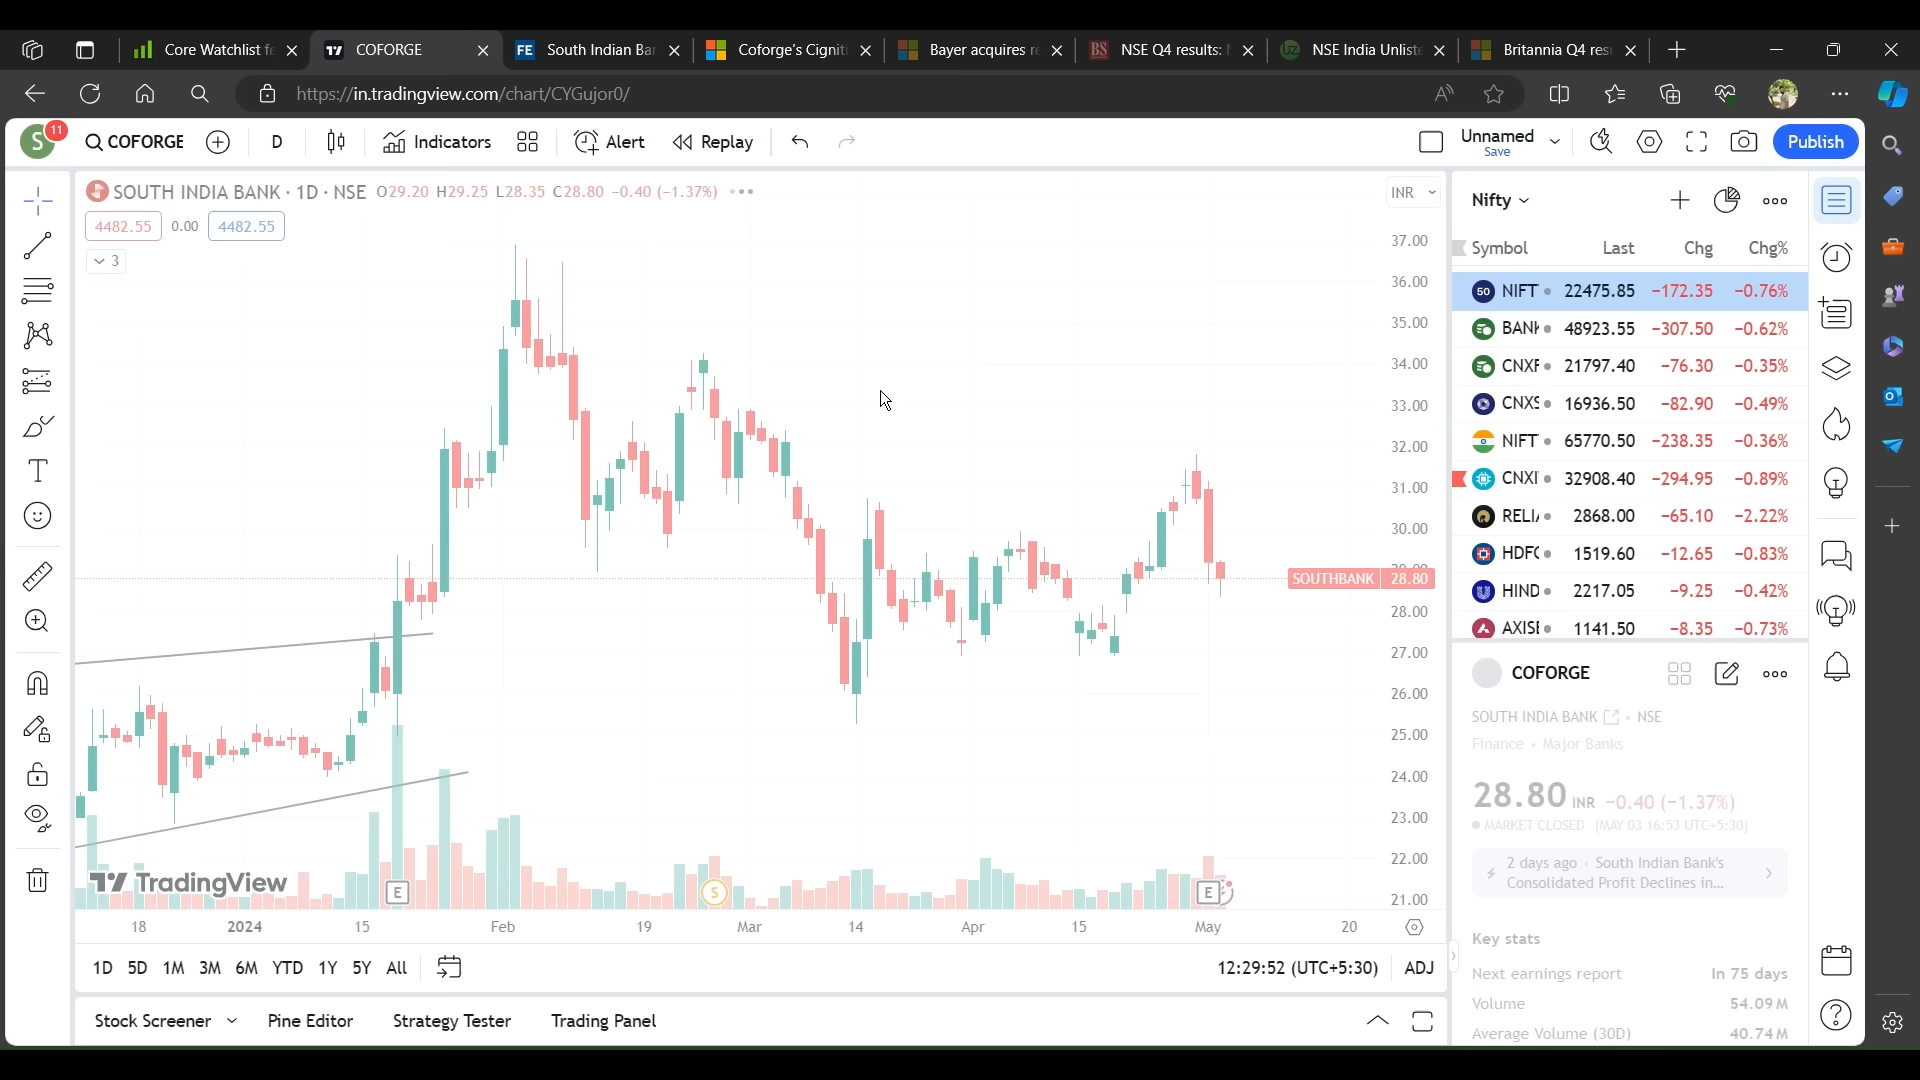 Core Watchlist fe
COFORGE
South Indian Bar
Coforge's Cigniti
Bayer acquires re
NSE Q4 results:
NSE India Unliste
Britannia Q4 resu
https://in.tradingview.com/chart/CYGujor0/
S 11
COFORGE
D
Indicators
Alert
Replay
Unnamed
Save
Publish
SOUTH INDIA BANK · 1D · NSE O29.20 H29.25 L28.35 C28.80 -0.40 (-1.37%)
INR
4482.55 0.00 4482.55
3
37.00
36.00
35.00
34.00
33.00
32.00
31.00
30.00
SOUTHBANK 28.80
28.00
27.00
26.00
25.00
24.00
23.00
22.00
21.00
TradingView
E
S
E
18 2024 15 Feb 19 Mar 14 Apr 15 May 20
1D 5D 1M 3M 6M YTD 1Y 5Y All
12:29:52 (UTC+5:30) ADJ
Stock Screener Pine Editor Strategy Tester Trading Panel
Nifty
Symbol Last Chg Chg%
50 NIFT 22475.85 -172.35 -0.76%
BANK 48923.55 -307.50 -0.62%
CNXF 21797.40 -76.30 -0.35%
CNXS 16936.50 -82.90 -0.49%
NIFT 65770.50 -238.35 -0.36%
CNXI 32908.40 -294.95 -0.89%
RELI 2868.00 -65.10 -2.22%
HDFC 1519.60 -12.65 -0.83%
HIND 2217.05 -9.25 -0.42%
AXISI 1141.50 -8.35 -0.73%
COFORGE
SOUTH INDIA BANK · NSE
Finance · Major Banks
28.80 INR -0.40 (-1.37%)
MARKET CLOSED (MAY 03 16:53 UTC+5:30)
2 days ago · South Indian Bank's
Consolidated Profit Declines in...
Key stats
Next earnings report In 75 days
Volume 54.09M
Average Volume (30D) 40.74M